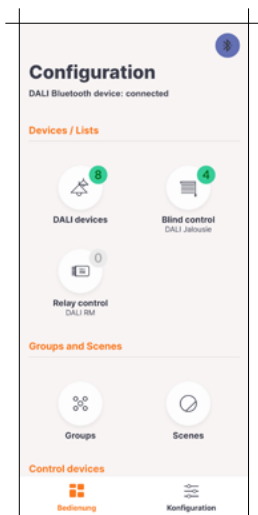 Configuration
DALI Bluetooth device: connected
Devices / Lists
8
4
DALI devices
Blind control
DALI Jalousie
0
Relay control
DALI RM
Groups and Scenes
Groups
Scenes
Control devices
Bedienung
Konfiguration